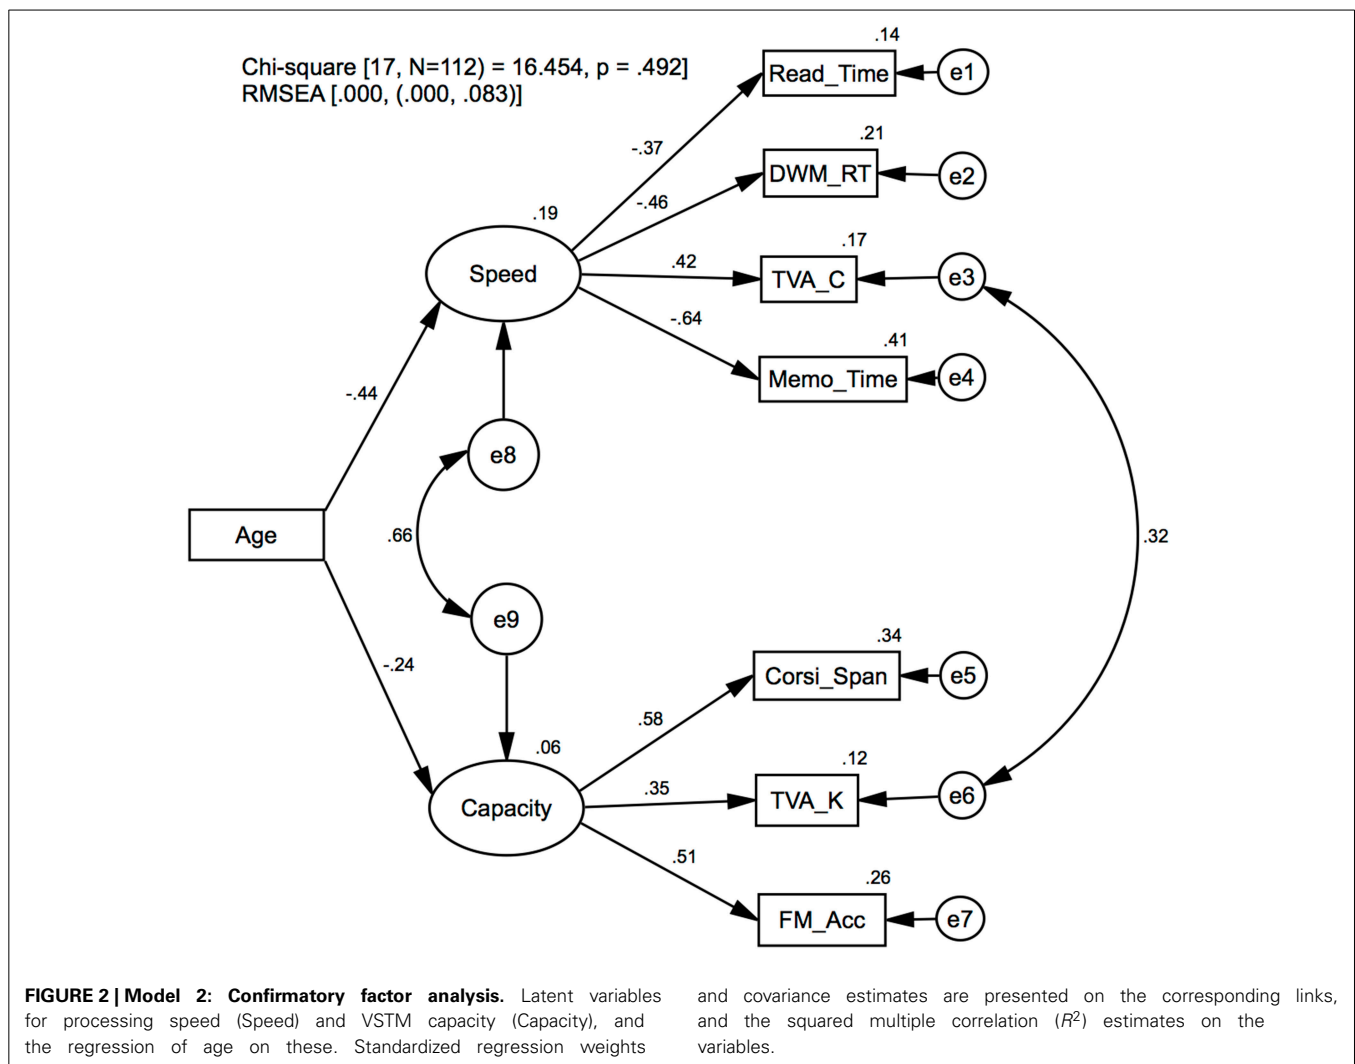 Chi-square [17, N=112) = 16.454, p = .492]
RMSEA [.000, (.000, .083)]
.14
Read_Time
e1
-.37
.21
DWM_RT
e2
-.46
.19
Speed
.17
.42
TVA_C
e3
-.64
.41
Memo_Time
e4
-.44
e8
Age
.66
.32
e9
-.24
.34
Corsi_Span
e5
.58
.06
Capacity
.12
.35
TVA_K
e6
.51
.26
FM_Acc
e7
FIGURE 2 | Model 2: Confirmatory factor analysis. Latent variables
for processing speed (Speed) and VSTM capacity (Capacity), and
the regression of age on these. Standardized regression weights
and covariance estimates are presented on the corresponding links,
and the squared multiple correlation (R²) estimates on the
variables.